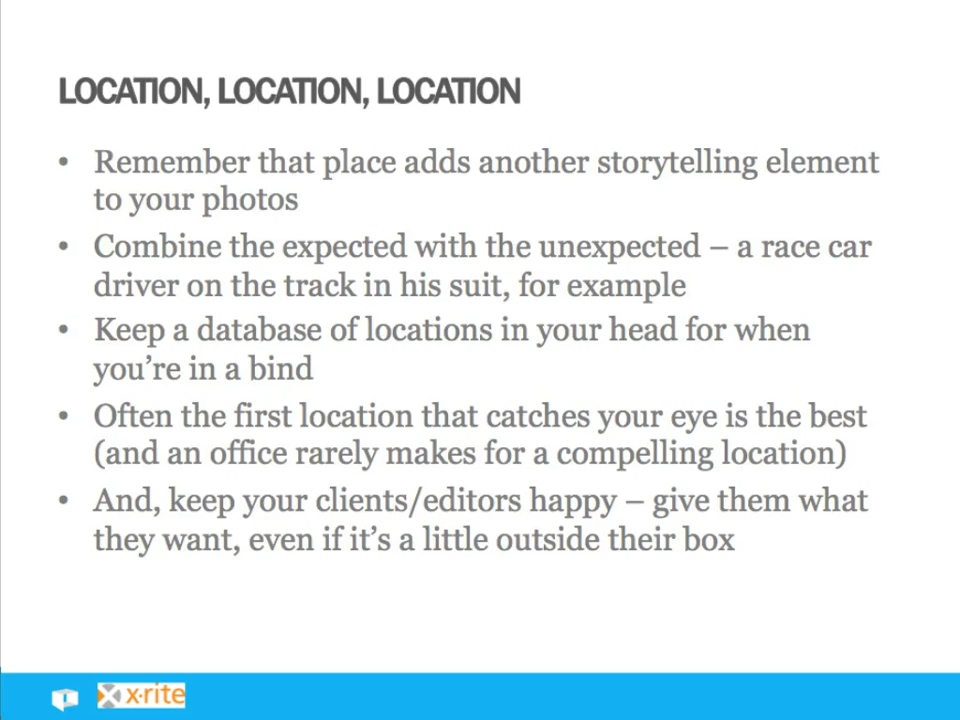 LOCATION, LOCATION, LOCATION
• Remember that place adds another storytelling element
to your photos
• Combine the expected with the unexpected – a race car
driver on the track in his suit, for example
• Keep a database of locations in your head for when
you’re in a bind
• Often the first location that catches your eye is the best
(and an office rarely makes for a compelling location)
• And, keep your clients/editors happy – give them what
they want, even if it’s a little outside their box
x·rite